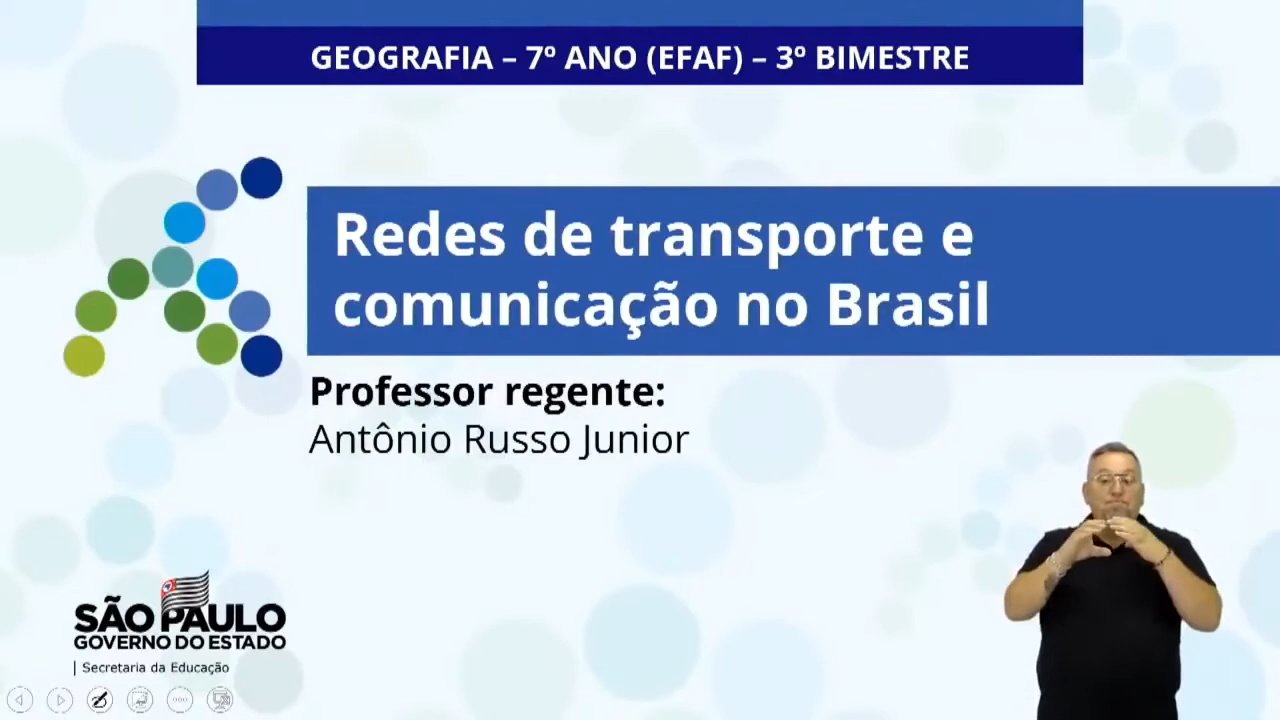 GEOGRAFIA – 7º ANO (EFAF) – 3º BIMESTRE
Redes de transporte e
comunicação no Brasil
Professor regente:
Antônio Russo Junior
SÃO PAULO
GOVERNO DO ESTADO
| Secretaria da Educação